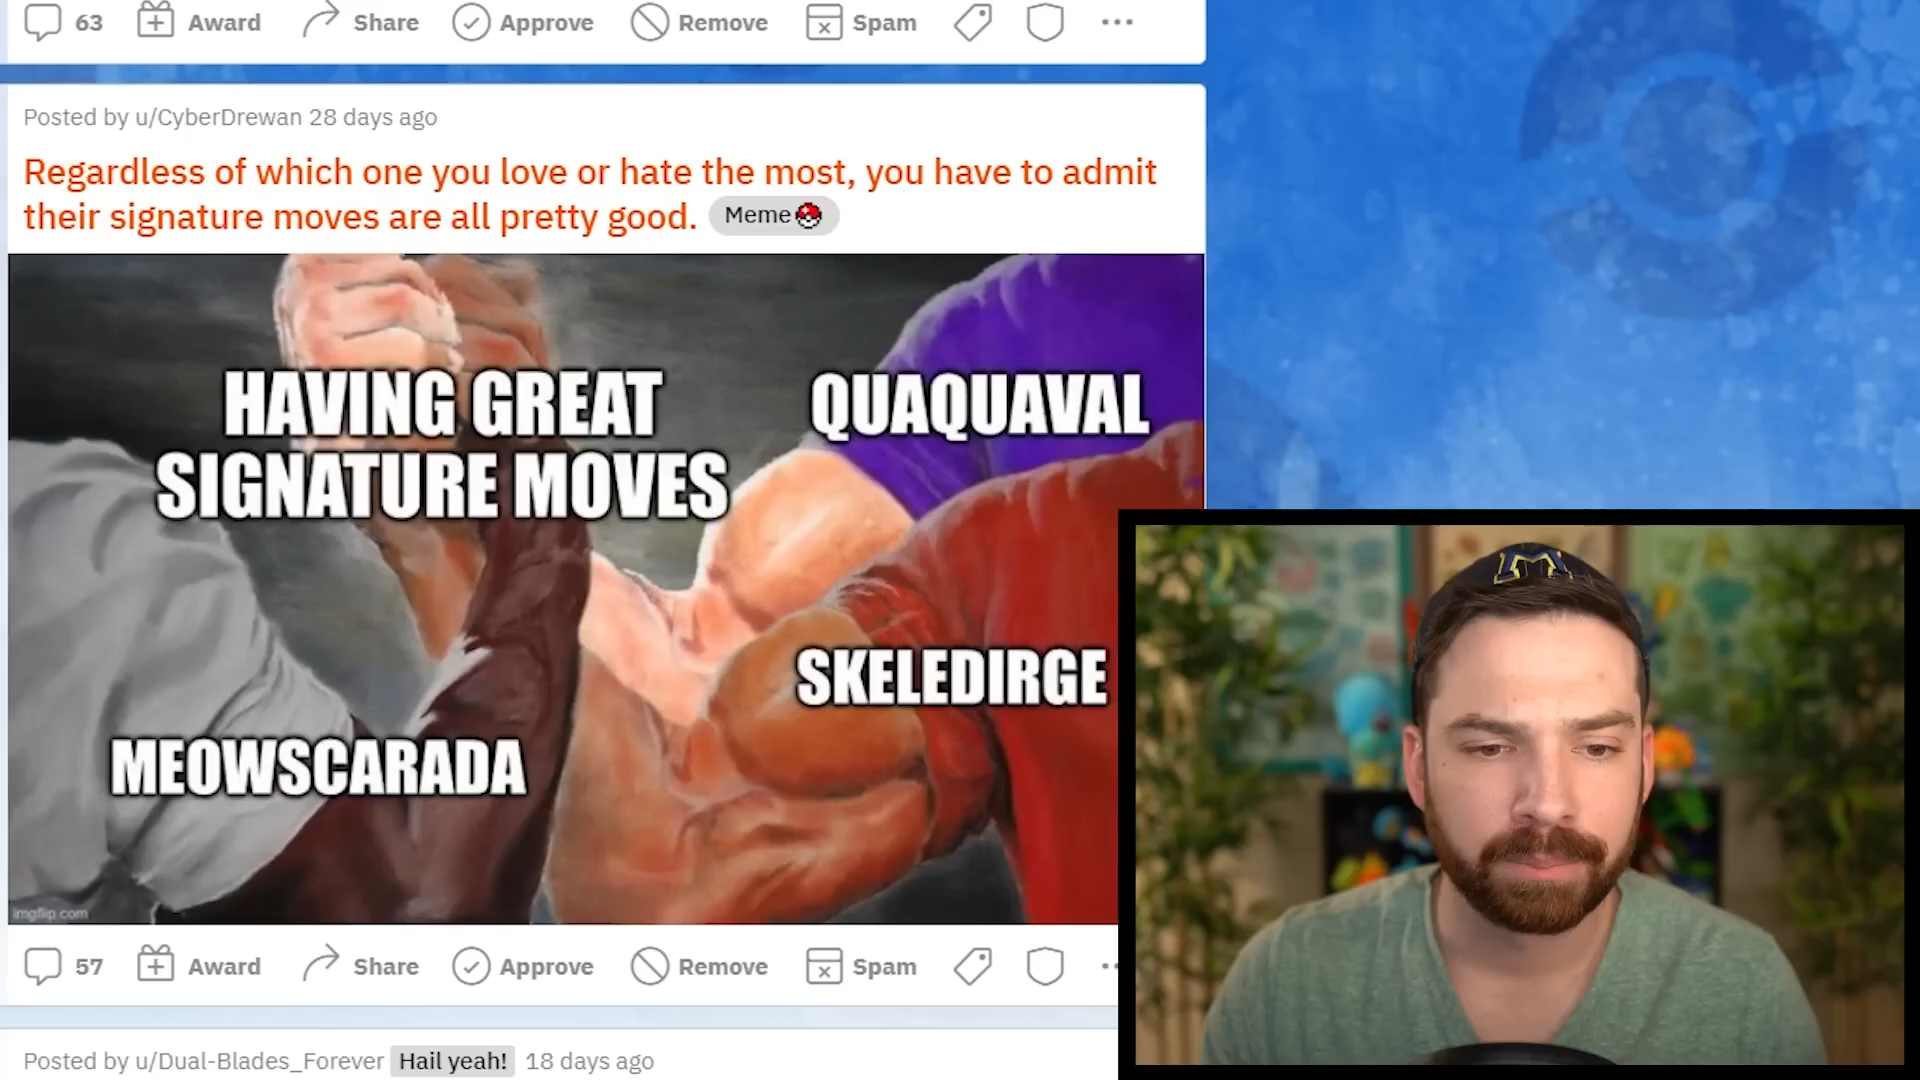 63 Award Share Approve Remove Spam
Posted by u/CyberDrewan 28 days ago
Regardless of which one you love or hate the most, you have to admit
their signature moves are all pretty good. Meme
HAVING GREAT
SIGNATURE MOVES
QUAQUAVAL
SKELEDIRGE
MEOWSCARADA
imgflip.com
57 Award Share Approve Remove Spam
Posted by u/Dual-Blades_Forever Hail yeah! 18 days ago
M